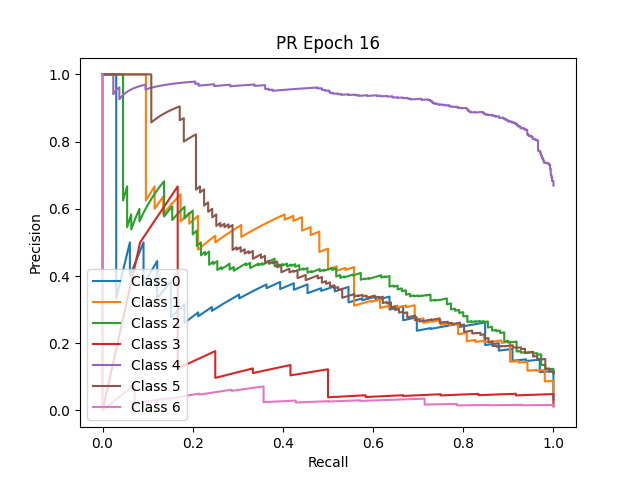 PR Epoch 16
Precision
1.0
0.8
0.6
0.4
0.2
0.0
Class 0
Class 1
Class 2
Class 3
Class 4
Class 5
Class 6
0.0 0.2 0.4 0.6 0.8 1.0
Recall